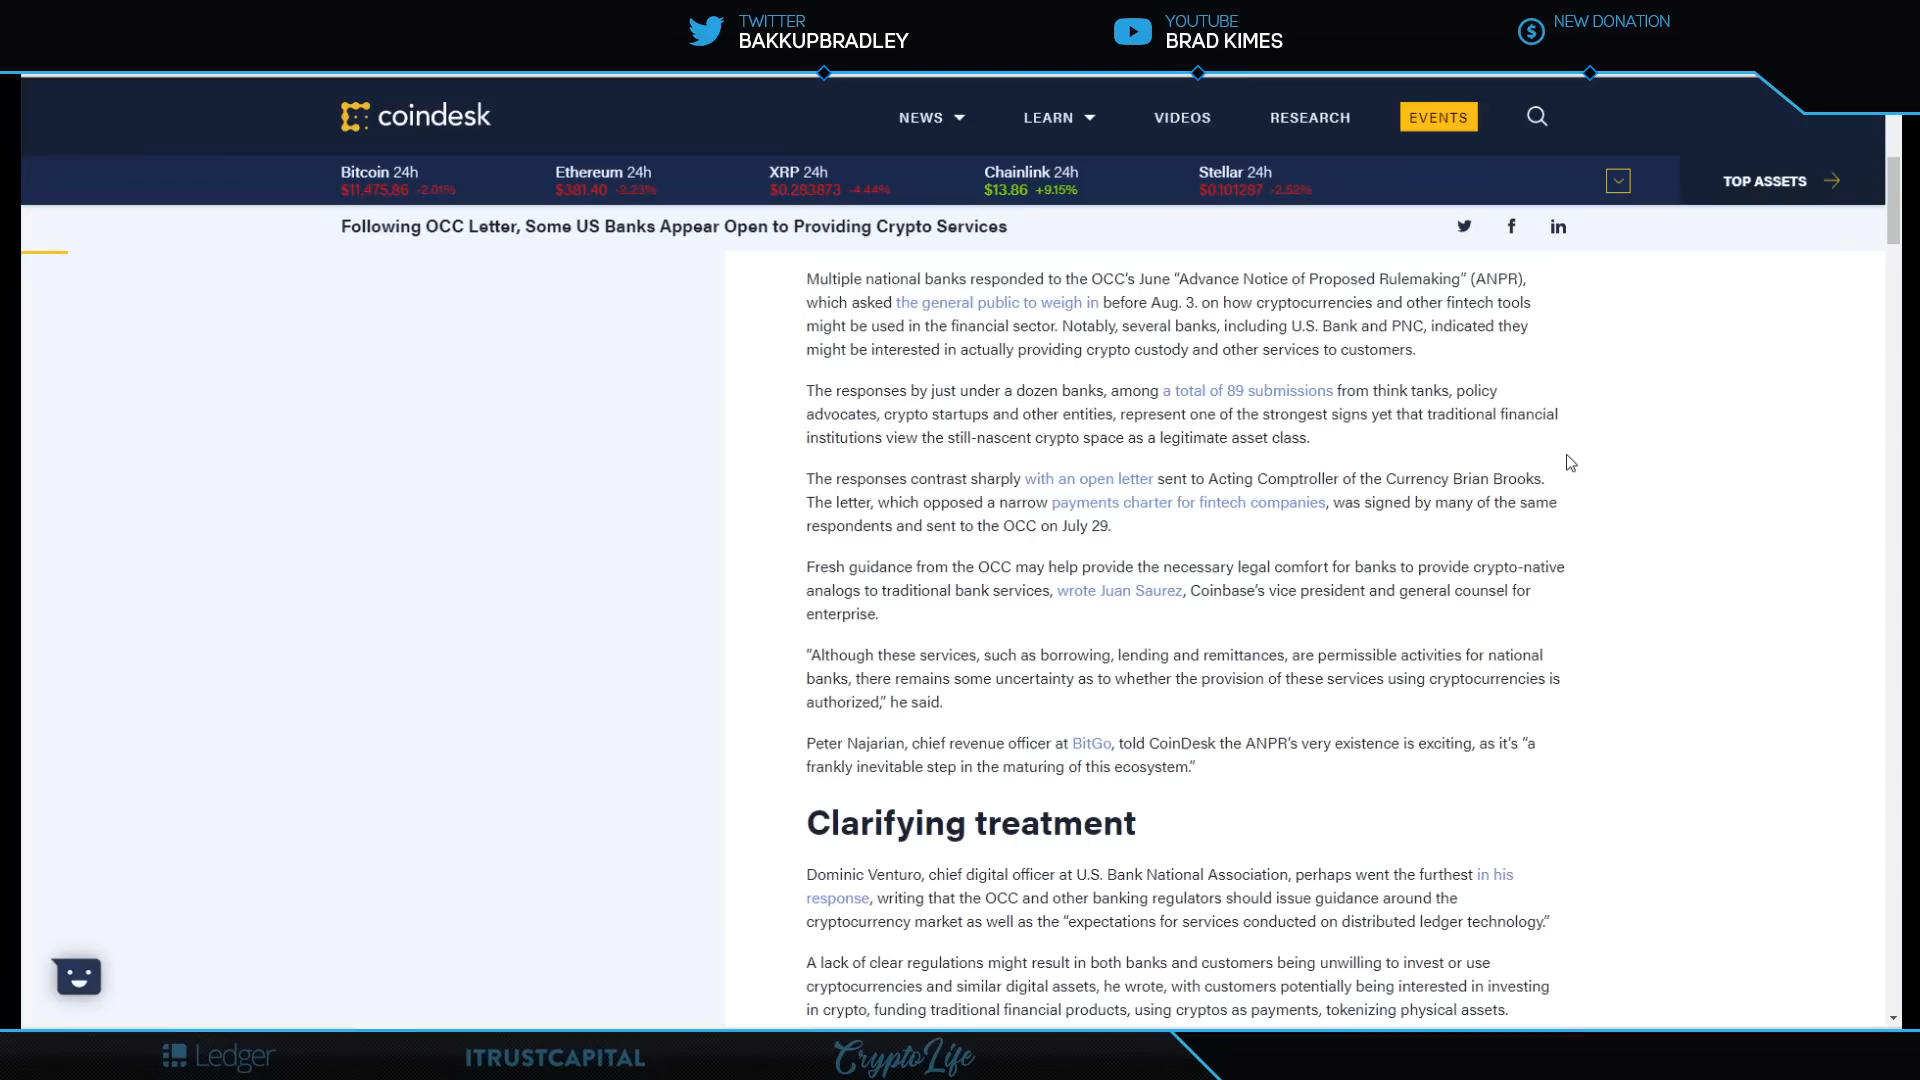 TWITTER
BAKKUPBRADLEY
YOUTUBE
BRAD KIMES
NEW DONATION
coindesk
NEWS
LEARN
VIDEOS
RESEARCH
EVENTS
Bitcoin 24h
$11,475.86 -2.01%
Ethereum 24h
$381.40 -2.23%
XRP 24h
$0.283873 -4.44%
Chainlink 24h
$13.86 +9.15%
Stellar 24h
$0.101287 -2.52%
TOP ASSETS
Following OCC Letter, Some US Banks Appear Open to Providing Crypto Services
Multiple national banks responded to the OCC's June “Advance Notice of Proposed Rulemaking” (ANPR),
which asked the general public to weigh in before Aug. 3. on how cryptocurrencies and other fintech tools
might be used in the financial sector. Notably, several banks, including U.S. Bank and PNC, indicated they
might be interested in actually providing crypto custody and other services to customers.
The responses by just under a dozen banks, among a total of 89 submissions from think tanks, policy
advocates, crypto startups and other entities, represent one of the strongest signs yet that traditional financial
institutions view the still-nascent crypto space as a legitimate asset class.
The responses contrast sharply with an open letter sent to Acting Comptroller of the Currency Brian Brooks.
The letter, which opposed a narrow payments charter for fintech companies, was signed by many of the same
respondents and sent to the OCC on July 29.
Fresh guidance from the OCC may help provide the necessary legal comfort for banks to provide crypto-native
analogs to traditional bank services, wrote Juan Saurez, Coinbase's vice president and general counsel for
enterprise.
“Although these services, such as borrowing, lending and remittances, are permissible activities for national
banks, there remains some uncertainty as to whether the provision of these services using cryptocurrencies is
authorized,” he said.
Peter Najarian, chief revenue officer at BitGo, told CoinDesk the ANPR's very existence is exciting, as it's “a
frankly inevitable step in the maturing of this ecosystem.”
Clarifying treatment
Dominic Venturo, chief digital officer at U.S. Bank National Association, perhaps went the furthest in his
response, writing that the OCC and other banking regulators should issue guidance around the
cryptocurrency market as well as the “expectations for services conducted on distributed ledger technology.”
A lack of clear regulations might result in both banks and customers being unwilling to invest or use
cryptocurrencies and similar digital assets, he wrote, with customers potentially being interested in investing
in crypto, funding traditional financial products, using cryptos as payments, tokenizing physical assets.
Ledger
ITRUSTCAPITAL
CryptoLife